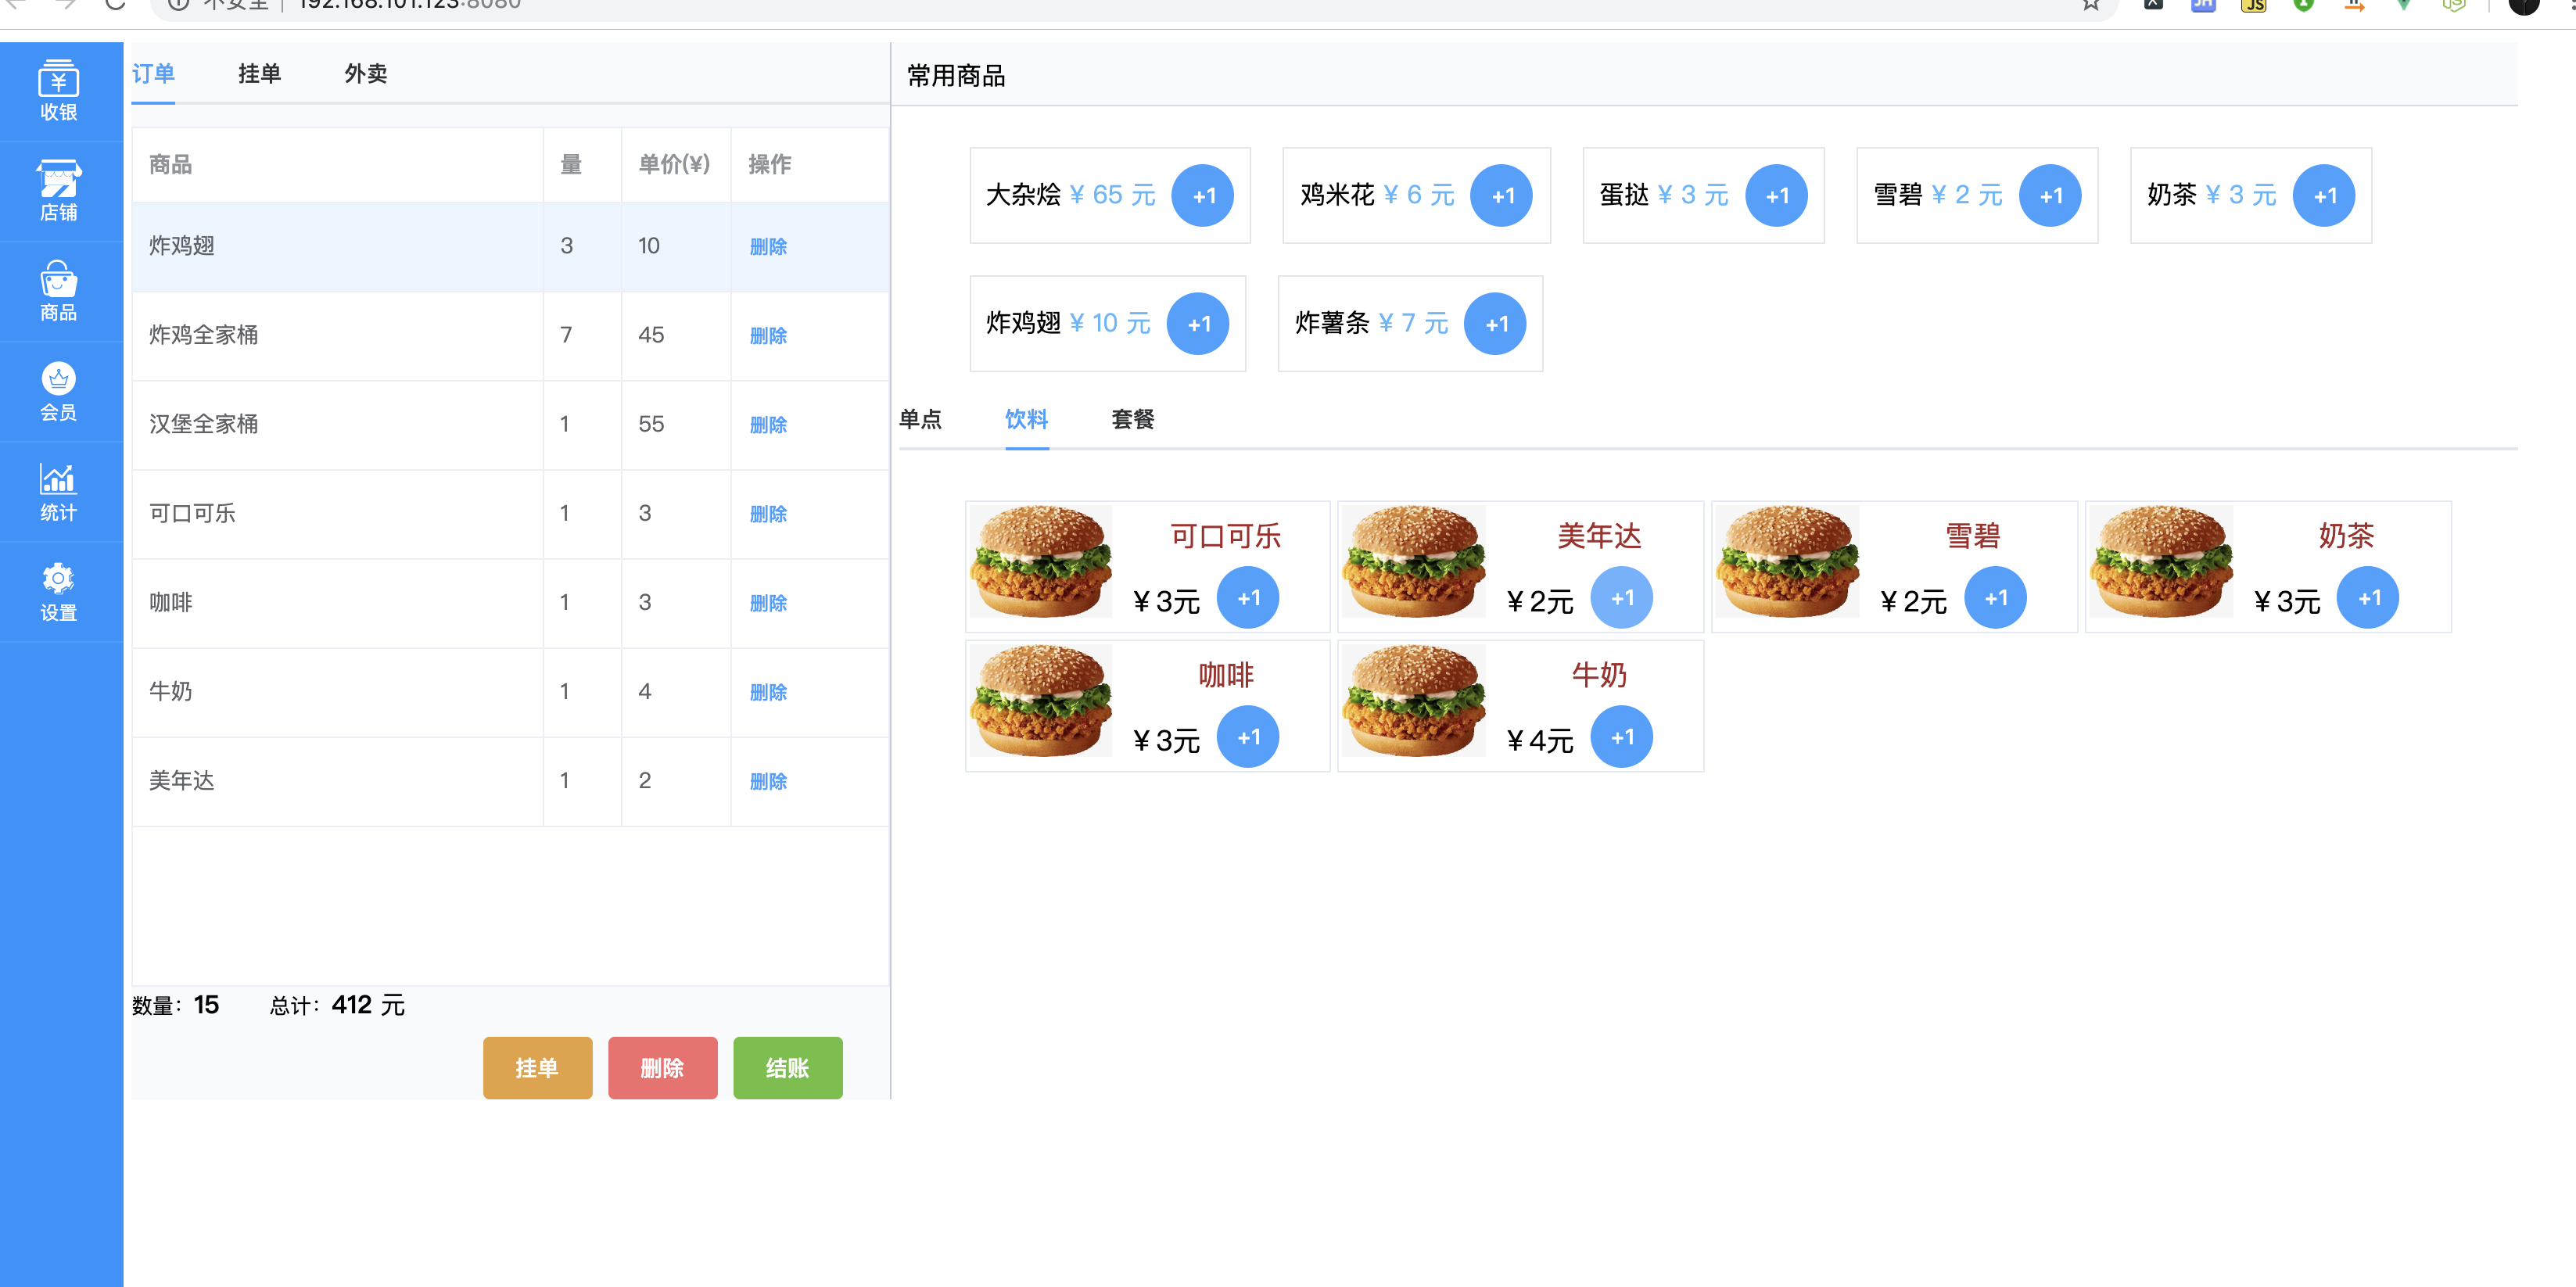 不安全 | 192.168.101.123:8080
收银
店铺
商品
会员
统计
设置
订单 挂单 外卖
商品 量 单价(¥) 操作
炸鸡翅 3 10 删除
炸鸡全家桶 7 45 删除
汉堡全家桶 1 55 删除
可口可乐 1 3 删除
咖啡 1 3 删除
牛奶 1 4 删除
美年达 1 2 删除
数量：15 总计：412 元
挂单 删除 结账
常用商品
大杂烩 ¥ 65 元 +1
鸡米花 ¥ 6 元 +1
蛋挞 ¥ 3 元 +1
雪碧 ¥ 2 元 +1
奶茶 ¥ 3 元 +1
炸鸡翅 ¥ 10 元 +1
炸薯条 ¥ 7 元 +1
单点 饮料 套餐
可口可乐
¥ 3元 +1
美年达
¥ 2元 +1
雪碧
¥ 2元 +1
奶茶
¥ 3元 +1
咖啡
¥ 3元 +1
牛奶
¥ 4元 +1